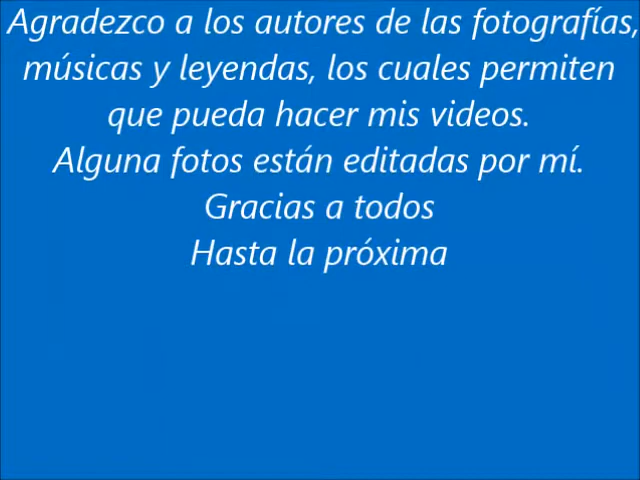 Agradezco a los autores de las fotografías,
músicas y leyendas, los cuales permiten
que pueda hacer mis videos.
Alguna fotos están editadas por mí.
Gracias a todos
Hasta la próxima